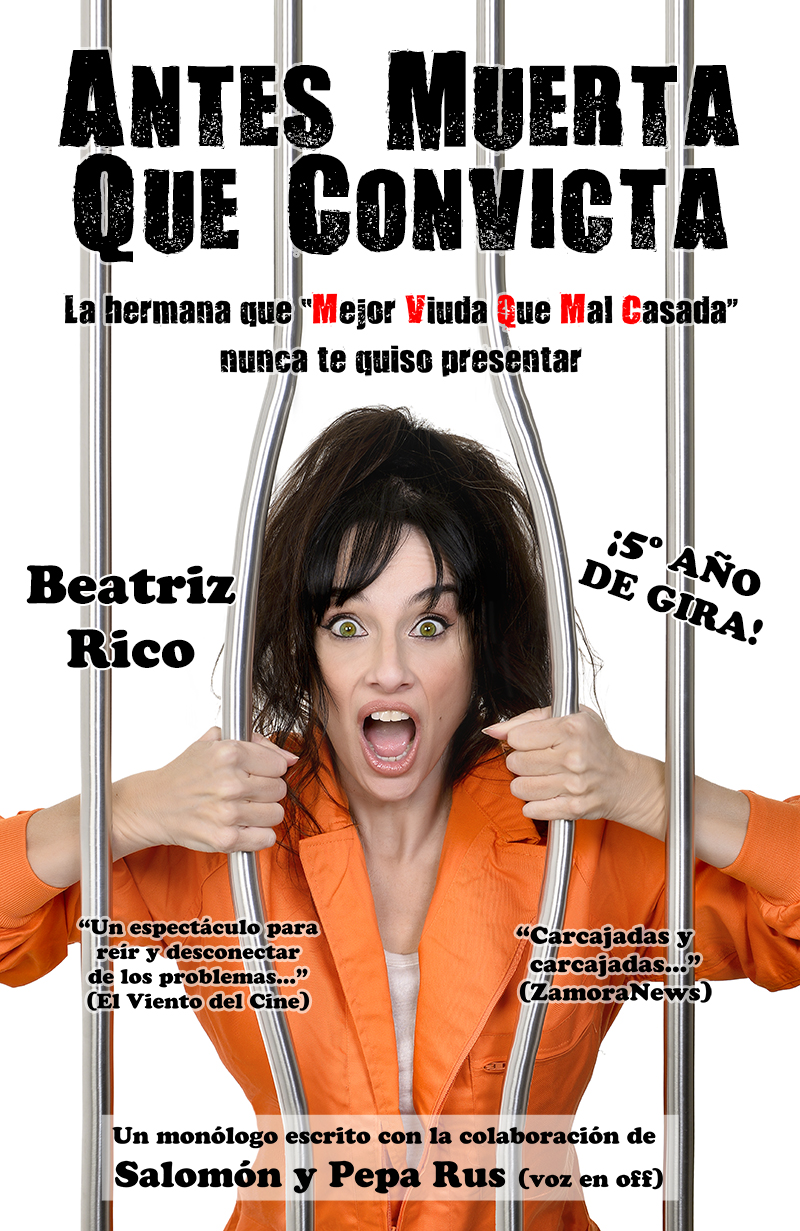 ANTES MUERTA
QUE CONVICTA
La hermana que "Mejor Viuda Que Mal Casada"
nunca te quiso presentar
Beatriz
Rico
¡5º AÑO
DE GIRA!
"Un espectáculo para
reír y desconectar
de los problemas..."
(El Viento del Cine)
"Carcajadas y
carcajadas..."
(ZamoraNews)
Un monólogo escrito con la colaboración de
Salomón y Pepa Rus (voz en off)